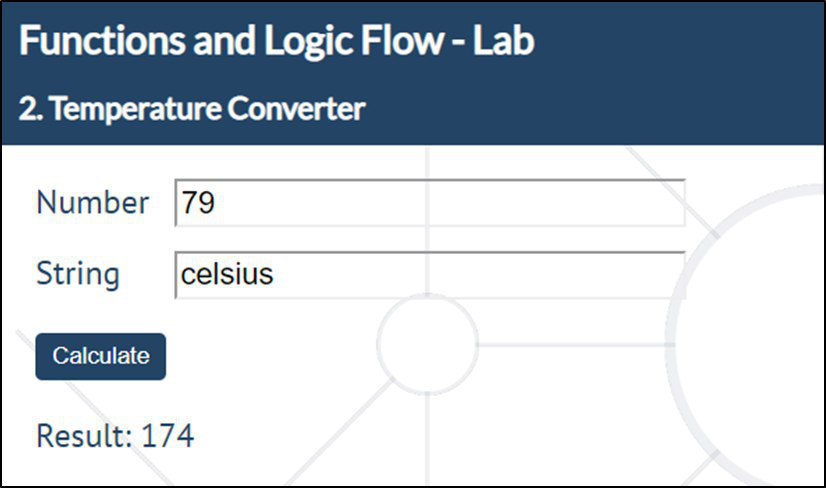 Functions and Logic Flow - Lab
2. Temperature Converter
Number 79
String celsius
Calculate
Result: 174